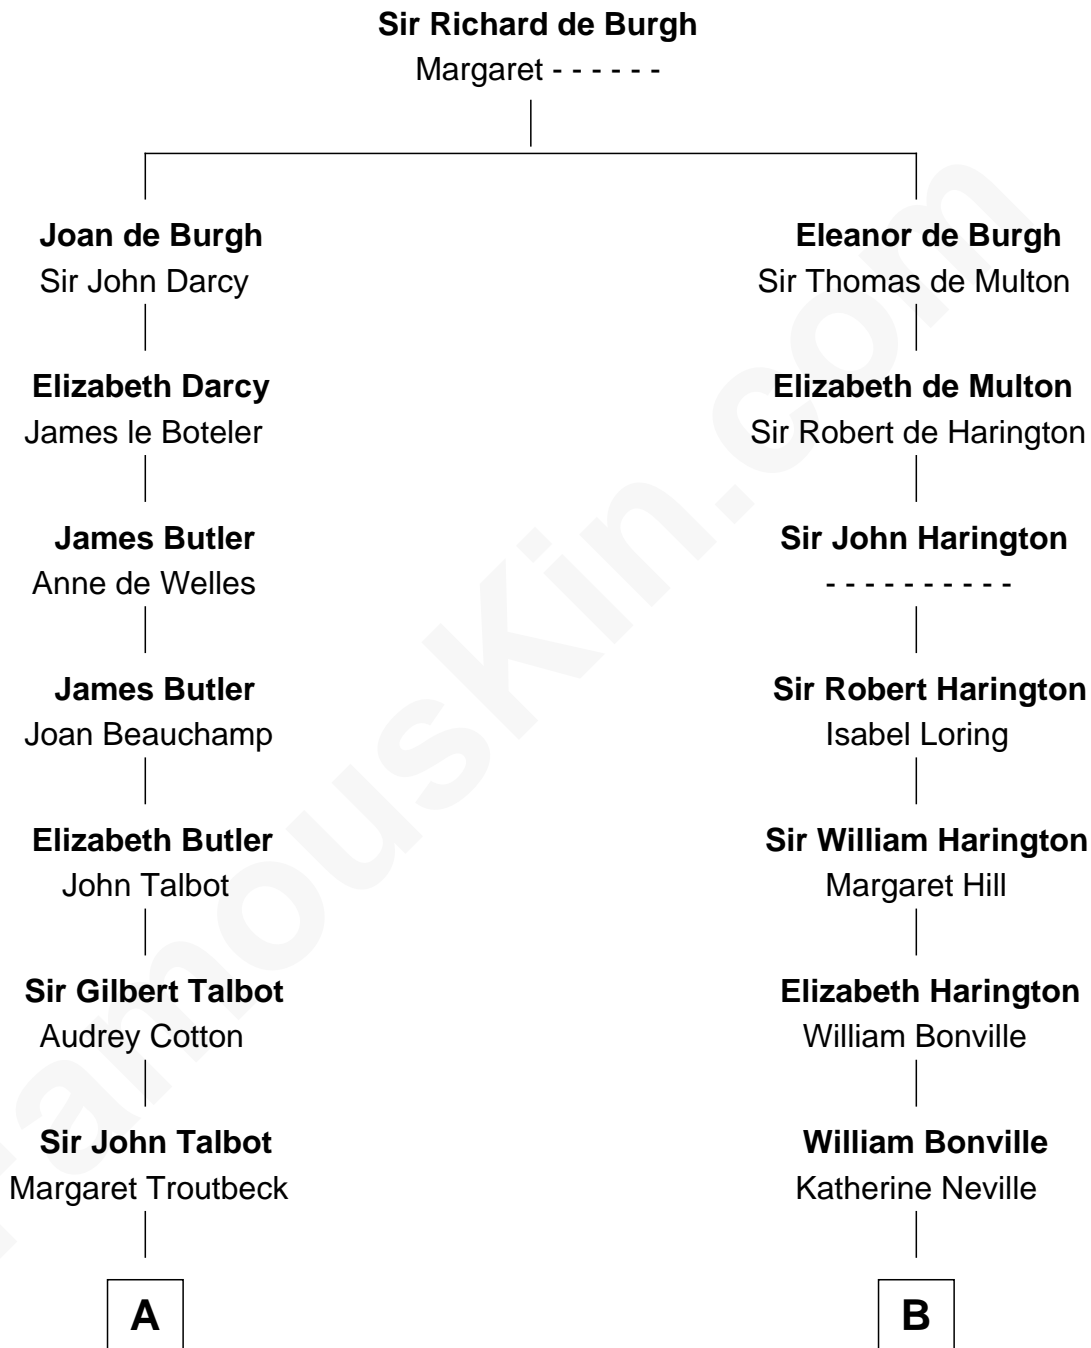 Sir Richard de Burgh
Margaret - - - - - -
Joan de Burgh
Sir John Darcy
Eleanor de Burgh
Sir Thomas de Multon
Elizabeth Darcy
James le Boteler
Elizabeth de Multon
Sir Robert de Harington
James Butler
Anne de Welles
Sir John Harington
- - - - - - - - - -
James Butler
Joan Beauchamp
Sir Robert Harington
Isabel Loring
Elizabeth Butler
John Talbot
Sir William Harington
Margaret Hill
Sir Gilbert Talbot
Audrey Cotton
Elizabeth Harington
William Bonville
Sir John Talbot
Margaret Troutbeck
William Bonville
Katherine Neville
A
B
FamousKin.com